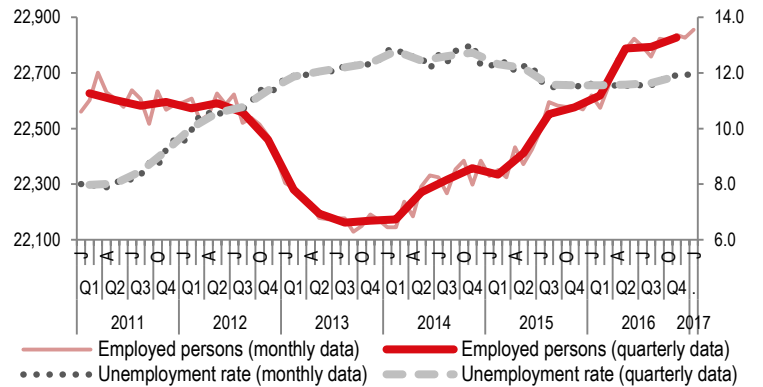 22,900 14.0
22,700 12.0
22,500 10.0
22,300 8.0
22,100 6.0
J A J O J A J O J A J O J A J O J A J O J A J O J
Q1 Q2 Q3 Q4 Q1 Q2 Q3 Q4 Q1 Q2 Q3 Q4 Q1 Q2 Q3 Q4 Q1 Q2 Q3 Q4 Q1 Q2 Q3 Q4 .
2011 2012 2013 2014 2015 2016 2017
Employed persons (monthly data) Employed persons (quarterly data)
Unemployment rate (monthly data) Unemployment rate (quarterly data)